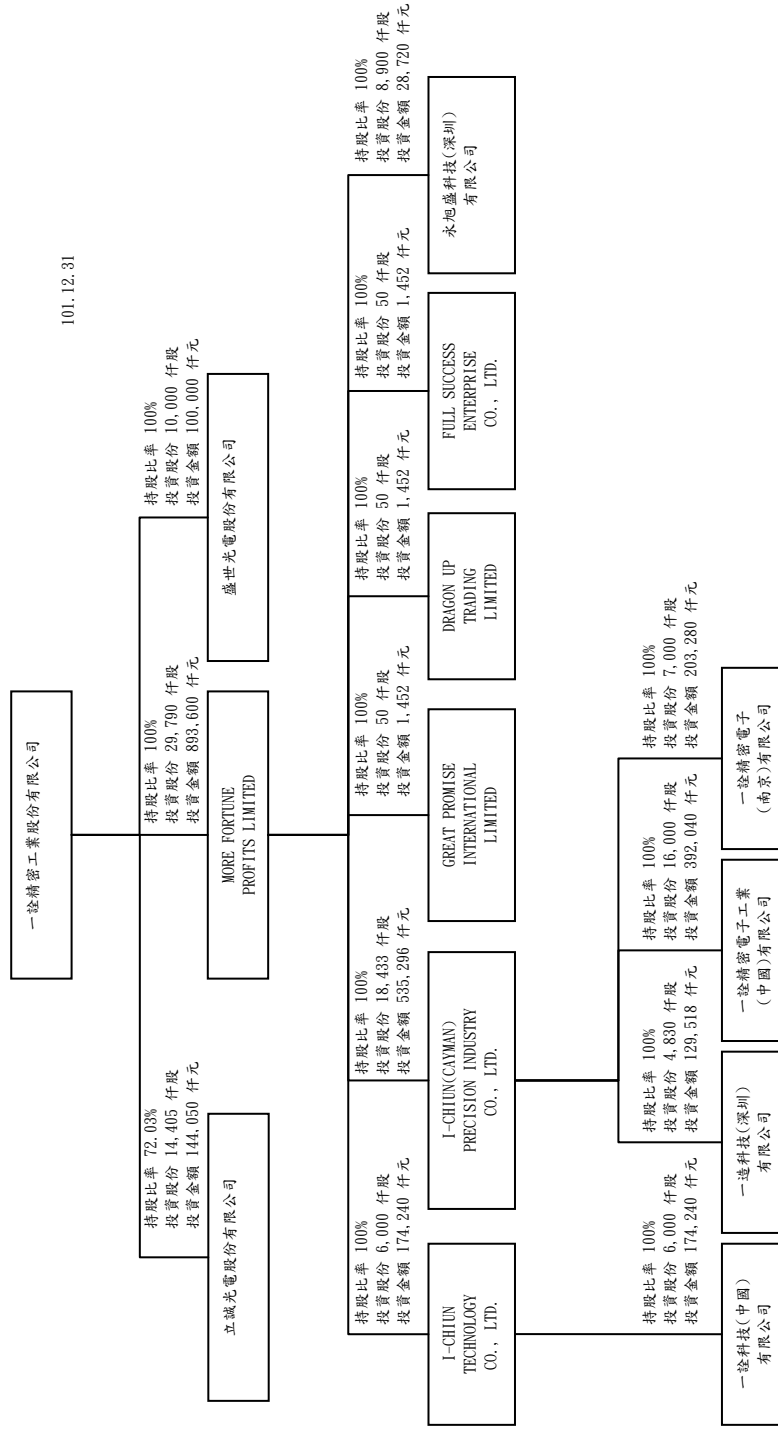 101.12.31
一詮精密工業股份有限公司
持股比率 72.03%
投資股份 14,405 仟股
投資金額 144,050 仟元
持股比率 100%
投資股份 29,790 仟股
投資金額 893,600 仟元
持股比率 100%
投資股份 10,000 仟股
投資金額 100,000 仟元
立誠光電股份有限公司
MORE FORTUNE
PROFITS LIMITED
盛世光電股份有限公司
持股比率 100%
投資股份 6,000 仟股
投資金額 174,240 仟元
持股比率 100%
投資股份 18,433 仟股
投資金額 535,296 仟元
持股比率 100%
投資股份 50 仟股
投資金額 1,452 仟元
持股比率 100%
投資股份 50 仟股
投資金額 1,452 仟元
持股比率 100%
投資股份 50 仟股
投資金額 1,452 仟元
持股比率 100%
投資股份 8,900 仟股
投資金額 28,720 仟元
I-CHIUN
TECHNOLOGY
CO., LTD.
I-CHIUN(CAYMAN)
PRECISION INDUSTRY
CO., LTD.
GREAT PROMISE
INTERNATIONAL
LIMITED
DRAGON UP
TRADING
LIMITED
FULL SUCCESS
ENTERPRISE
CO., LTD.
永旭盛科技(深圳)
有限公司
持股比率 100%
投資股份 6,000 仟股
投資金額 174,240 仟元
持股比率 100%
投資股份 4,830 仟股
投資金額 129,518 仟元
持股比率 100%
投資股份 16,000 仟股
投資金額 392,040 仟元
持股比率 100%
投資股份 7,000 仟股
投資金額 203,280 仟元
一詮科技(中國)
有限公司
一造科技(深圳)
有限公司
一詮精密電子工業
(中國)有限公司
一詮精密電子
(南京)有限公司